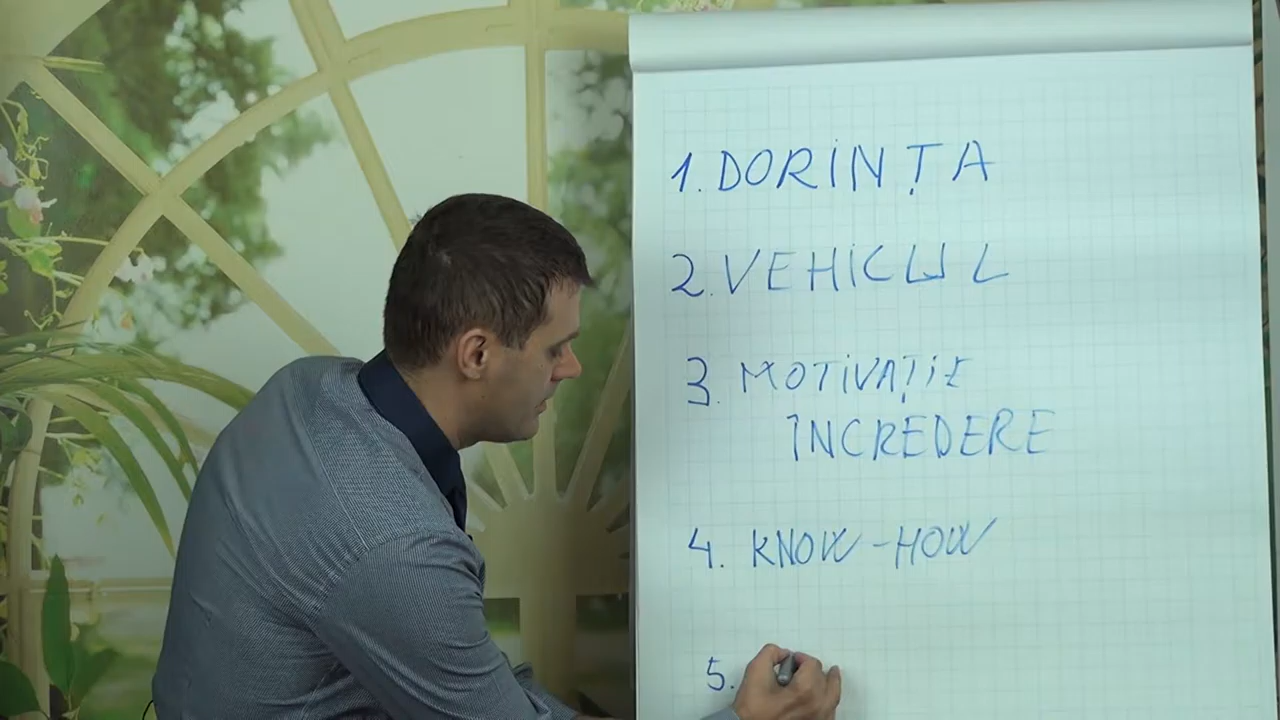 1. DORINȚA
2. VEHICUL
3. MOTIVAȚIE
ÎNCREDERE
4. KNOW-HOW
5.